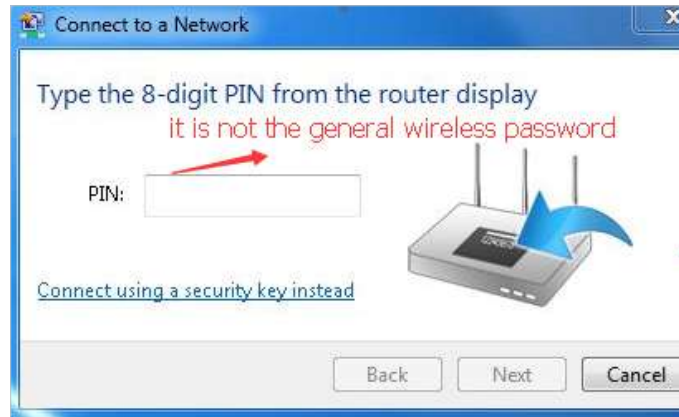 Connect to a Network
Type the 8-digit PIN from the router display
it is not the general wireless password
PIN:
Connect using a security key instead
Back Next Cancel